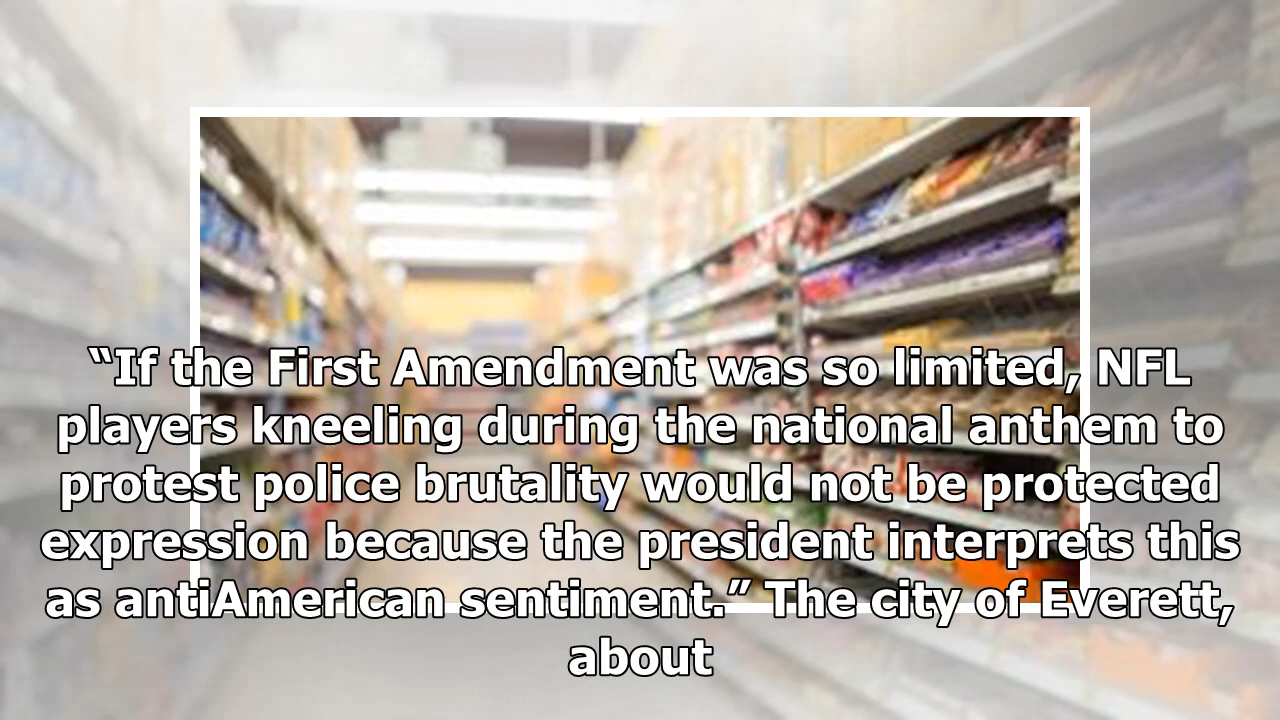 “If the First Amendment was so limited, NFL
players kneeling during the national anthem to
protest police brutality would not be protected
expression because the president interprets this
as antiAmerican sentiment.” The city of Everett,
about